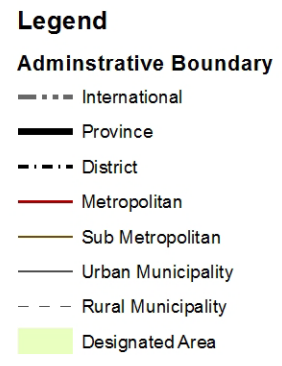 Legend
Adminstrative Boundary
International
Province
District
Metropolitan
Sub Metropolitan
Urban Municipality
Rural Municipality
Designated Area